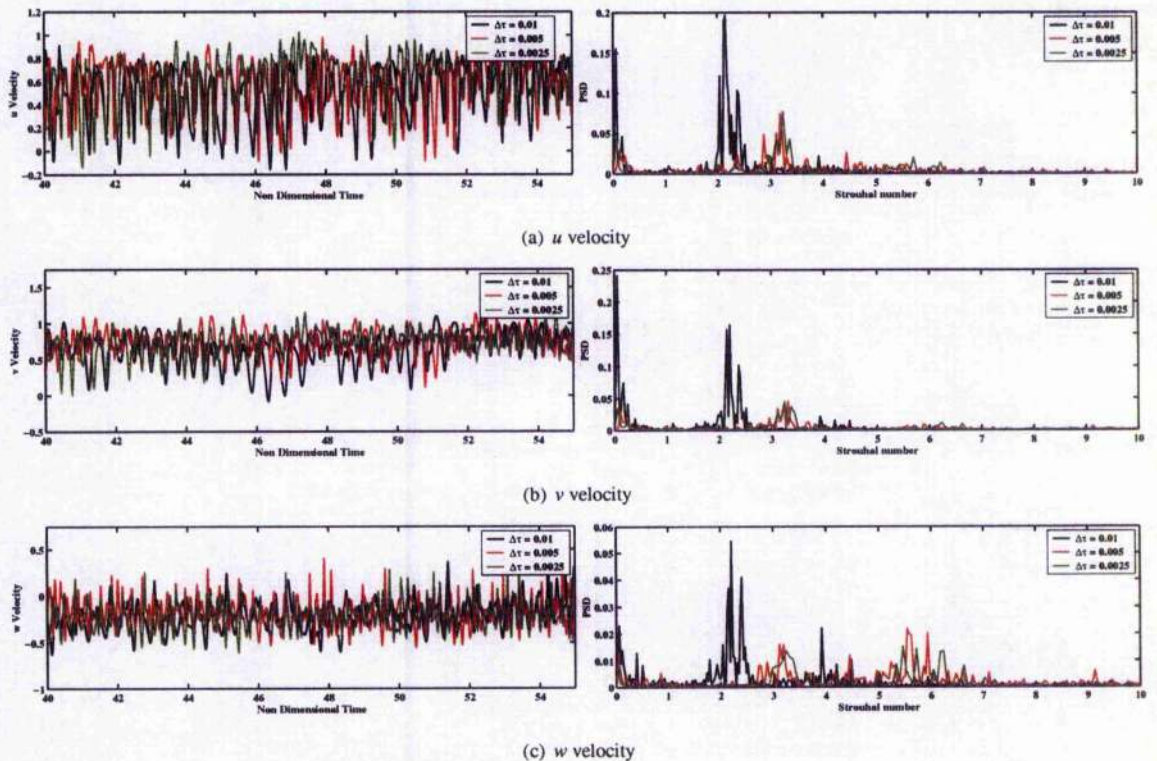 1.2
1
0.8
0.6
0.4
0.2
0
−0.2
u Velocity
40 42 44 46 48 50 52 54
Non Dimensional Time
Δτ = 0.01
Δτ = 0.005
Δτ = 0.0025
0.2
0.15
0.1
0.05
0
PSD
0 1 2 3 4 5 6 7 8 9 10
Strouhal number
Δτ = 0.01
Δτ = 0.005
Δτ = 0.0025
(a) u velocity
1.5
1
0.5
0
−0.5
v Velocity
40 42 44 46 48 50 52 54
Non Dimensional Time
Δτ = 0.01
Δτ = 0.005
Δτ = 0.0025
0.25
0.2
0.15
0.1
0.05
0
PSD
0 1 2 3 4 5 6 7 8 9 10
Strouhal number
Δτ = 0.01
Δτ = 0.005
Δτ = 0.0025
(b) v velocity
0.5
0
−0.5
−1
w Velocity
40 42 44 46 48 50 52 54
Non Dimensional Time
Δτ = 0.01
Δτ = 0.005
Δτ = 0.0025
0.06
0.05
0.04
0.03
0.02
0.01
0
PSD
0 1 2 3 4 5 6 7 8 9 10
Strouhal number
Δτ = 0.01
Δτ = 0.005
Δτ = 0.0025
(c) w velocity